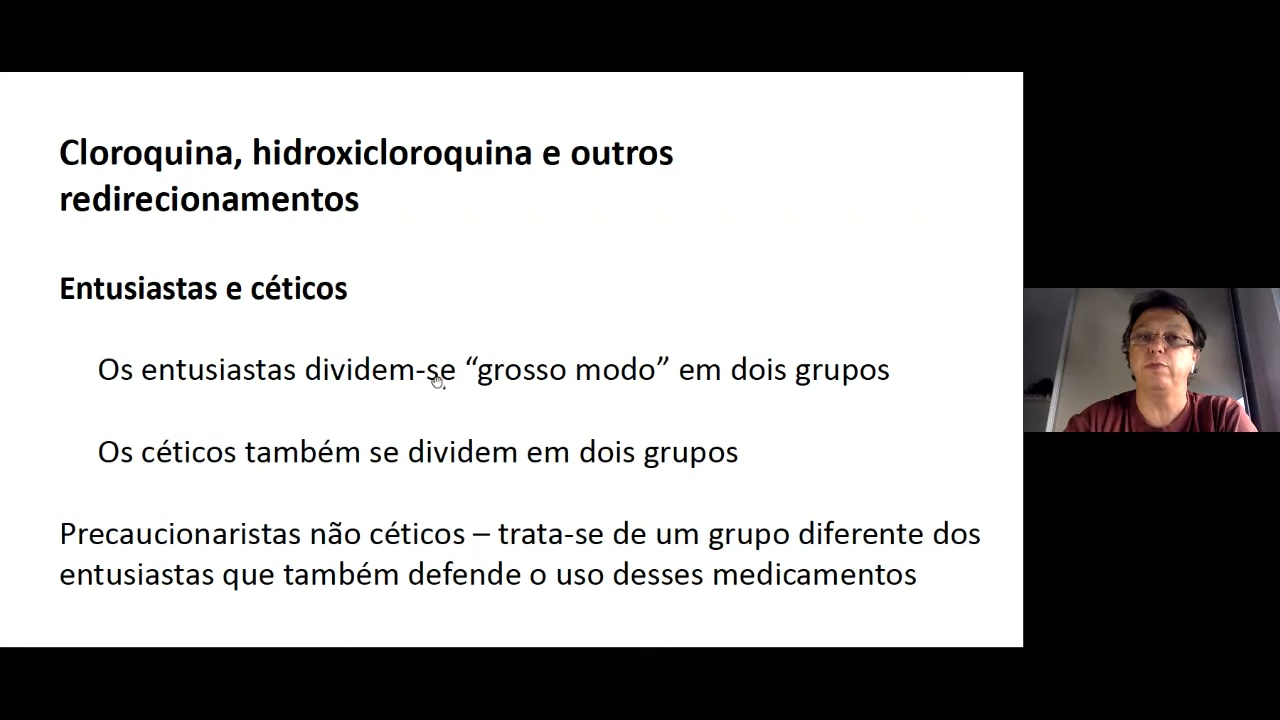 Cloroquina, hidroxicloroquina e outros
redirecionamentos
Entusiastas e céticos
Os entusiastas dividem-se “grosso modo” em dois grupos
Os céticos também se dividem em dois grupos
Precaucionaristas não céticos – trata-se de um grupo diferente dos
entusiastas que também defende o uso desses medicamentos